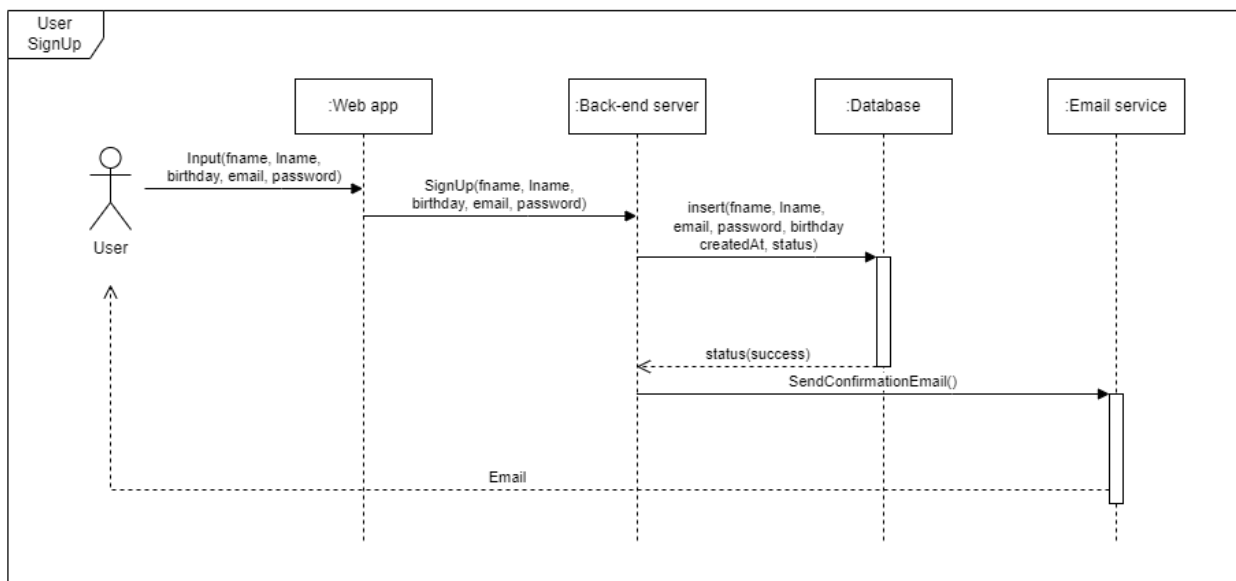 User
SignUp
:Web app
:Back-end server
:Database
:Email service
Input(fname, lname,
birthday, email, password)
SignUp(fname, lname,
birthday, email, password)
insert(fname, lname,
email, password, birthday
createdAt, status)
User
status(success)
SendConfirmationEmail()
Email